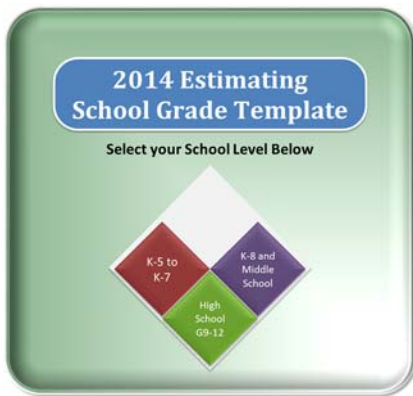 2014 Estimating
School Grade Template
Select your School Level Below
K-5 to
K-7
K-8 and
Middle
School
High
School
G9-12